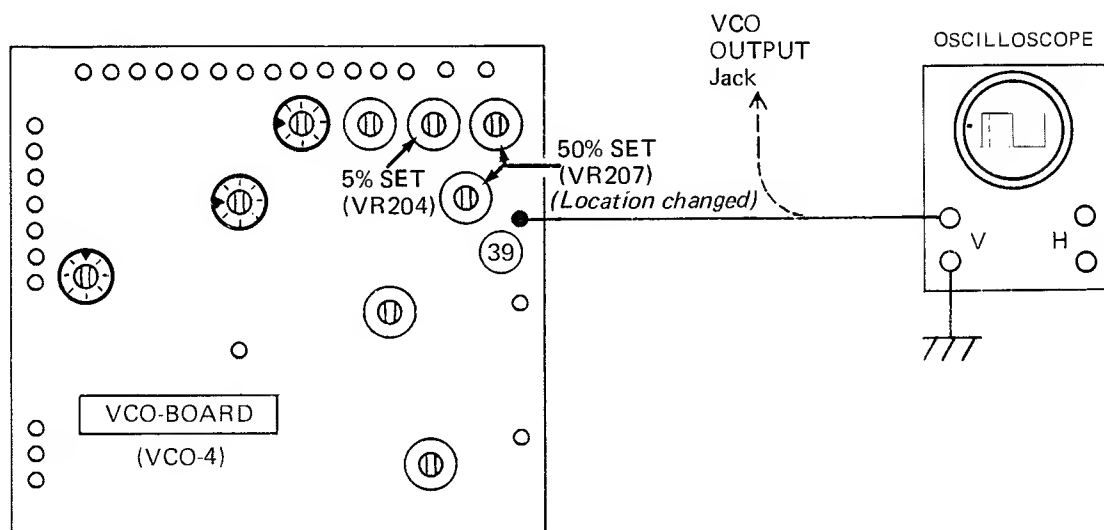 VCO
OUTPUT
Jack
OSCILLOSCOPE
5% SET
(VR204)
50% SET
(VR207)
(Location changed)
39
V
H
VCO-BOARD
(VCO-4)